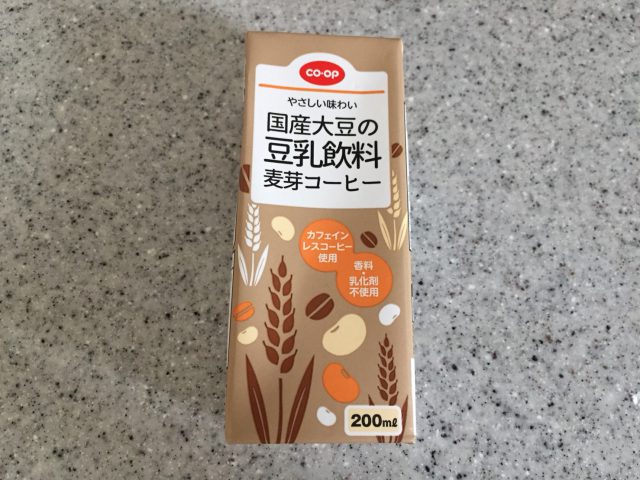 CO·OP
やさしい味わい
国産大豆の
豆乳飲料
麦芽コーヒー
カフェイン
レスコーヒー
使用
香料
・
乳化剤
不使用
200mℓ